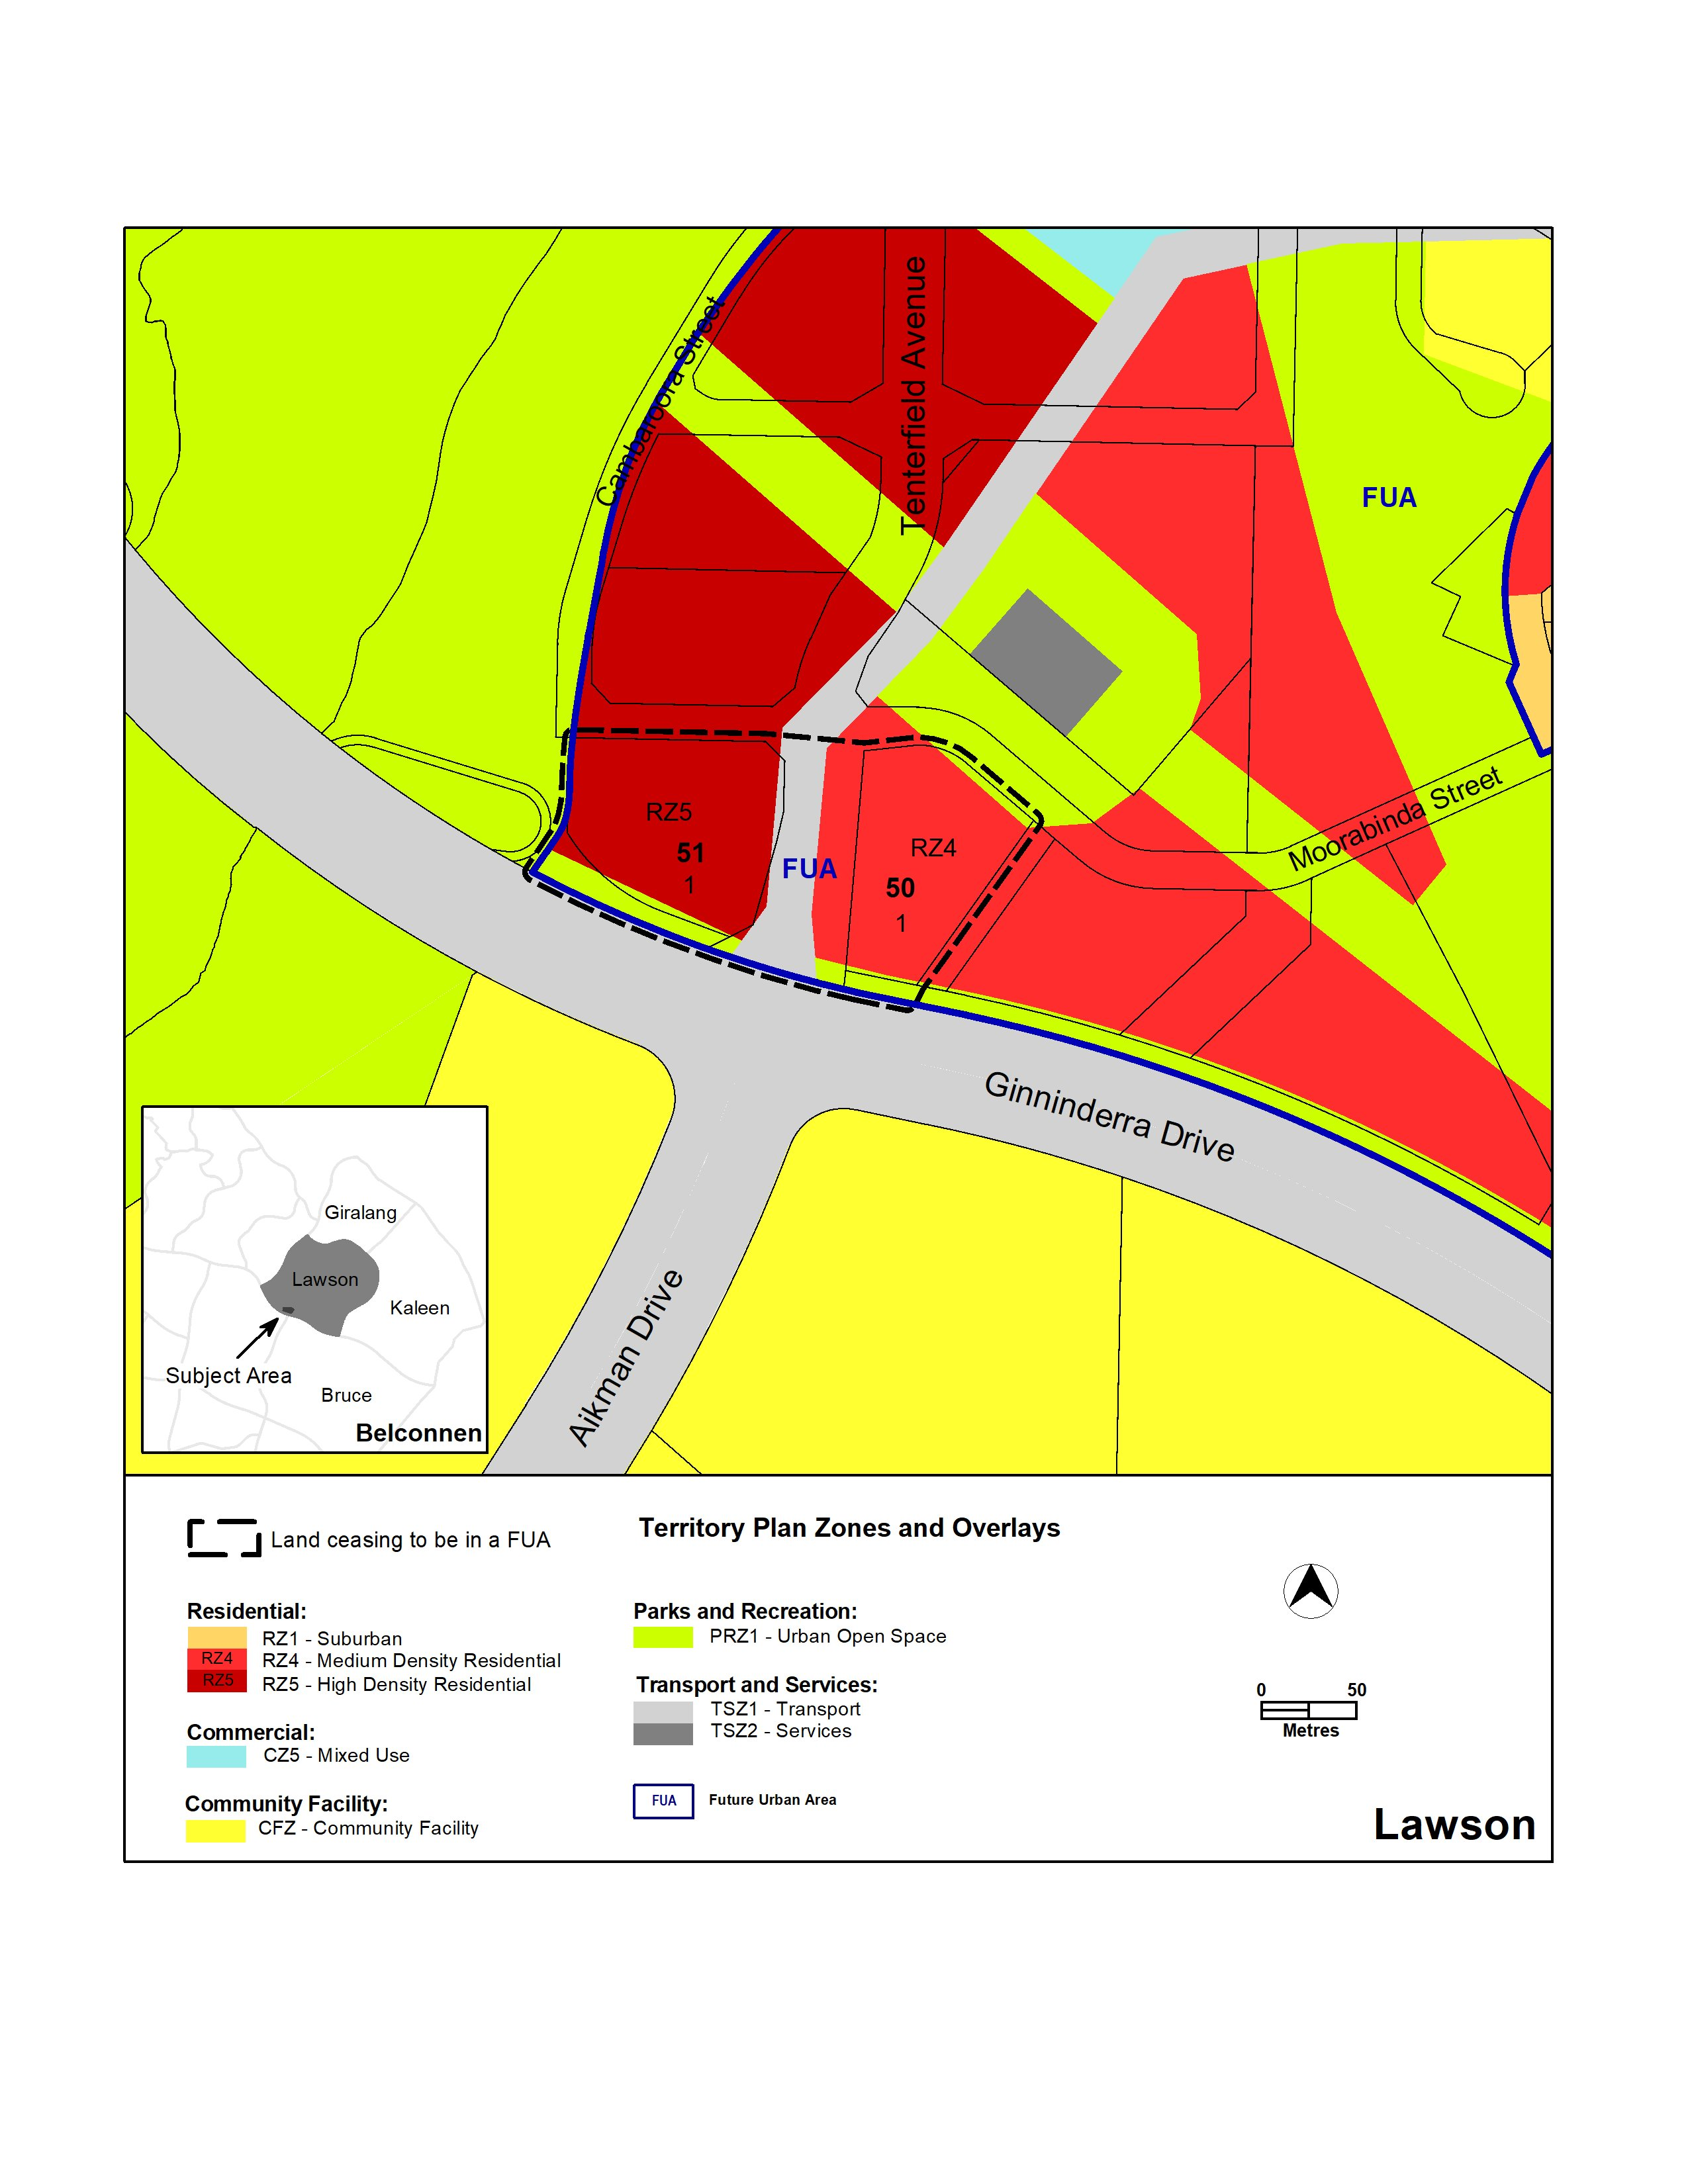 Cambaroora Street
Tenterfield Avenue
FUA
RZ5
51
1
FUA
RZ4
50
1
Moorabinda Street
Ginninderra Drive
Aikman Drive
Giralang
Lawson
Kaleen
Subject Area
Bruce
Belconnen
Land ceasing to be in a FUA
Territory Plan Zones and Overlays
Residential:
RZ1 - Suburban
RZ4 RZ4 - Medium Density Residential
RZ5 RZ5 - High Density Residential
Commercial:
CZ5 - Mixed Use
Community Facility:
CFZ - Community Facility
Parks and Recreation:
PRZ1 - Urban Open Space
Transport and Services:
TSZ1 - Transport
TSZ2 - Services
FUA Future Urban Area
0 50
Metres
Lawson